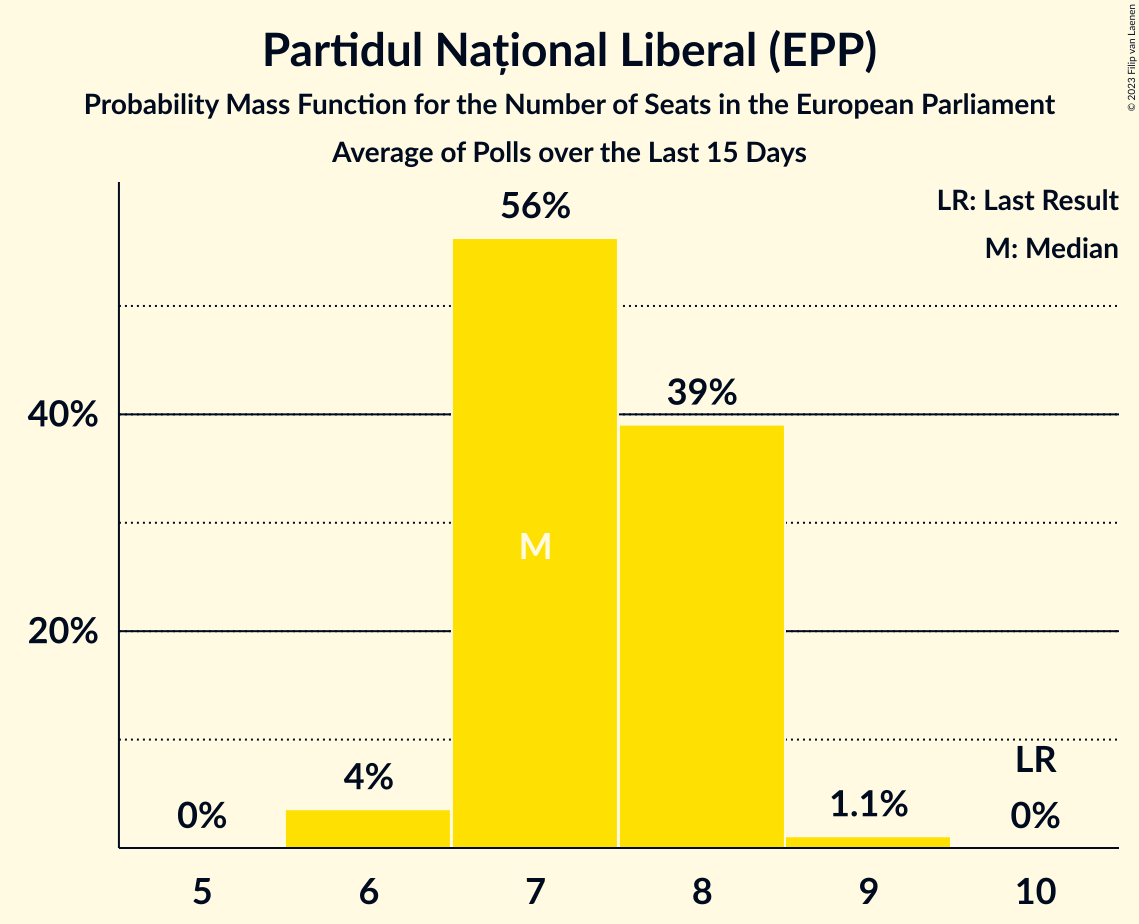 Partidul Național Liberal (EPP)
Probability Mass Function for the Number of Seats in the European Parliament
Average of Polls over the Last 15 Days
© 2023 Filip van Laenen
LR: Last Result
M: Median
56%
39%
40%
M
20%
LR
4%
1.1%
0%
0%
5 6 7 8 9 10